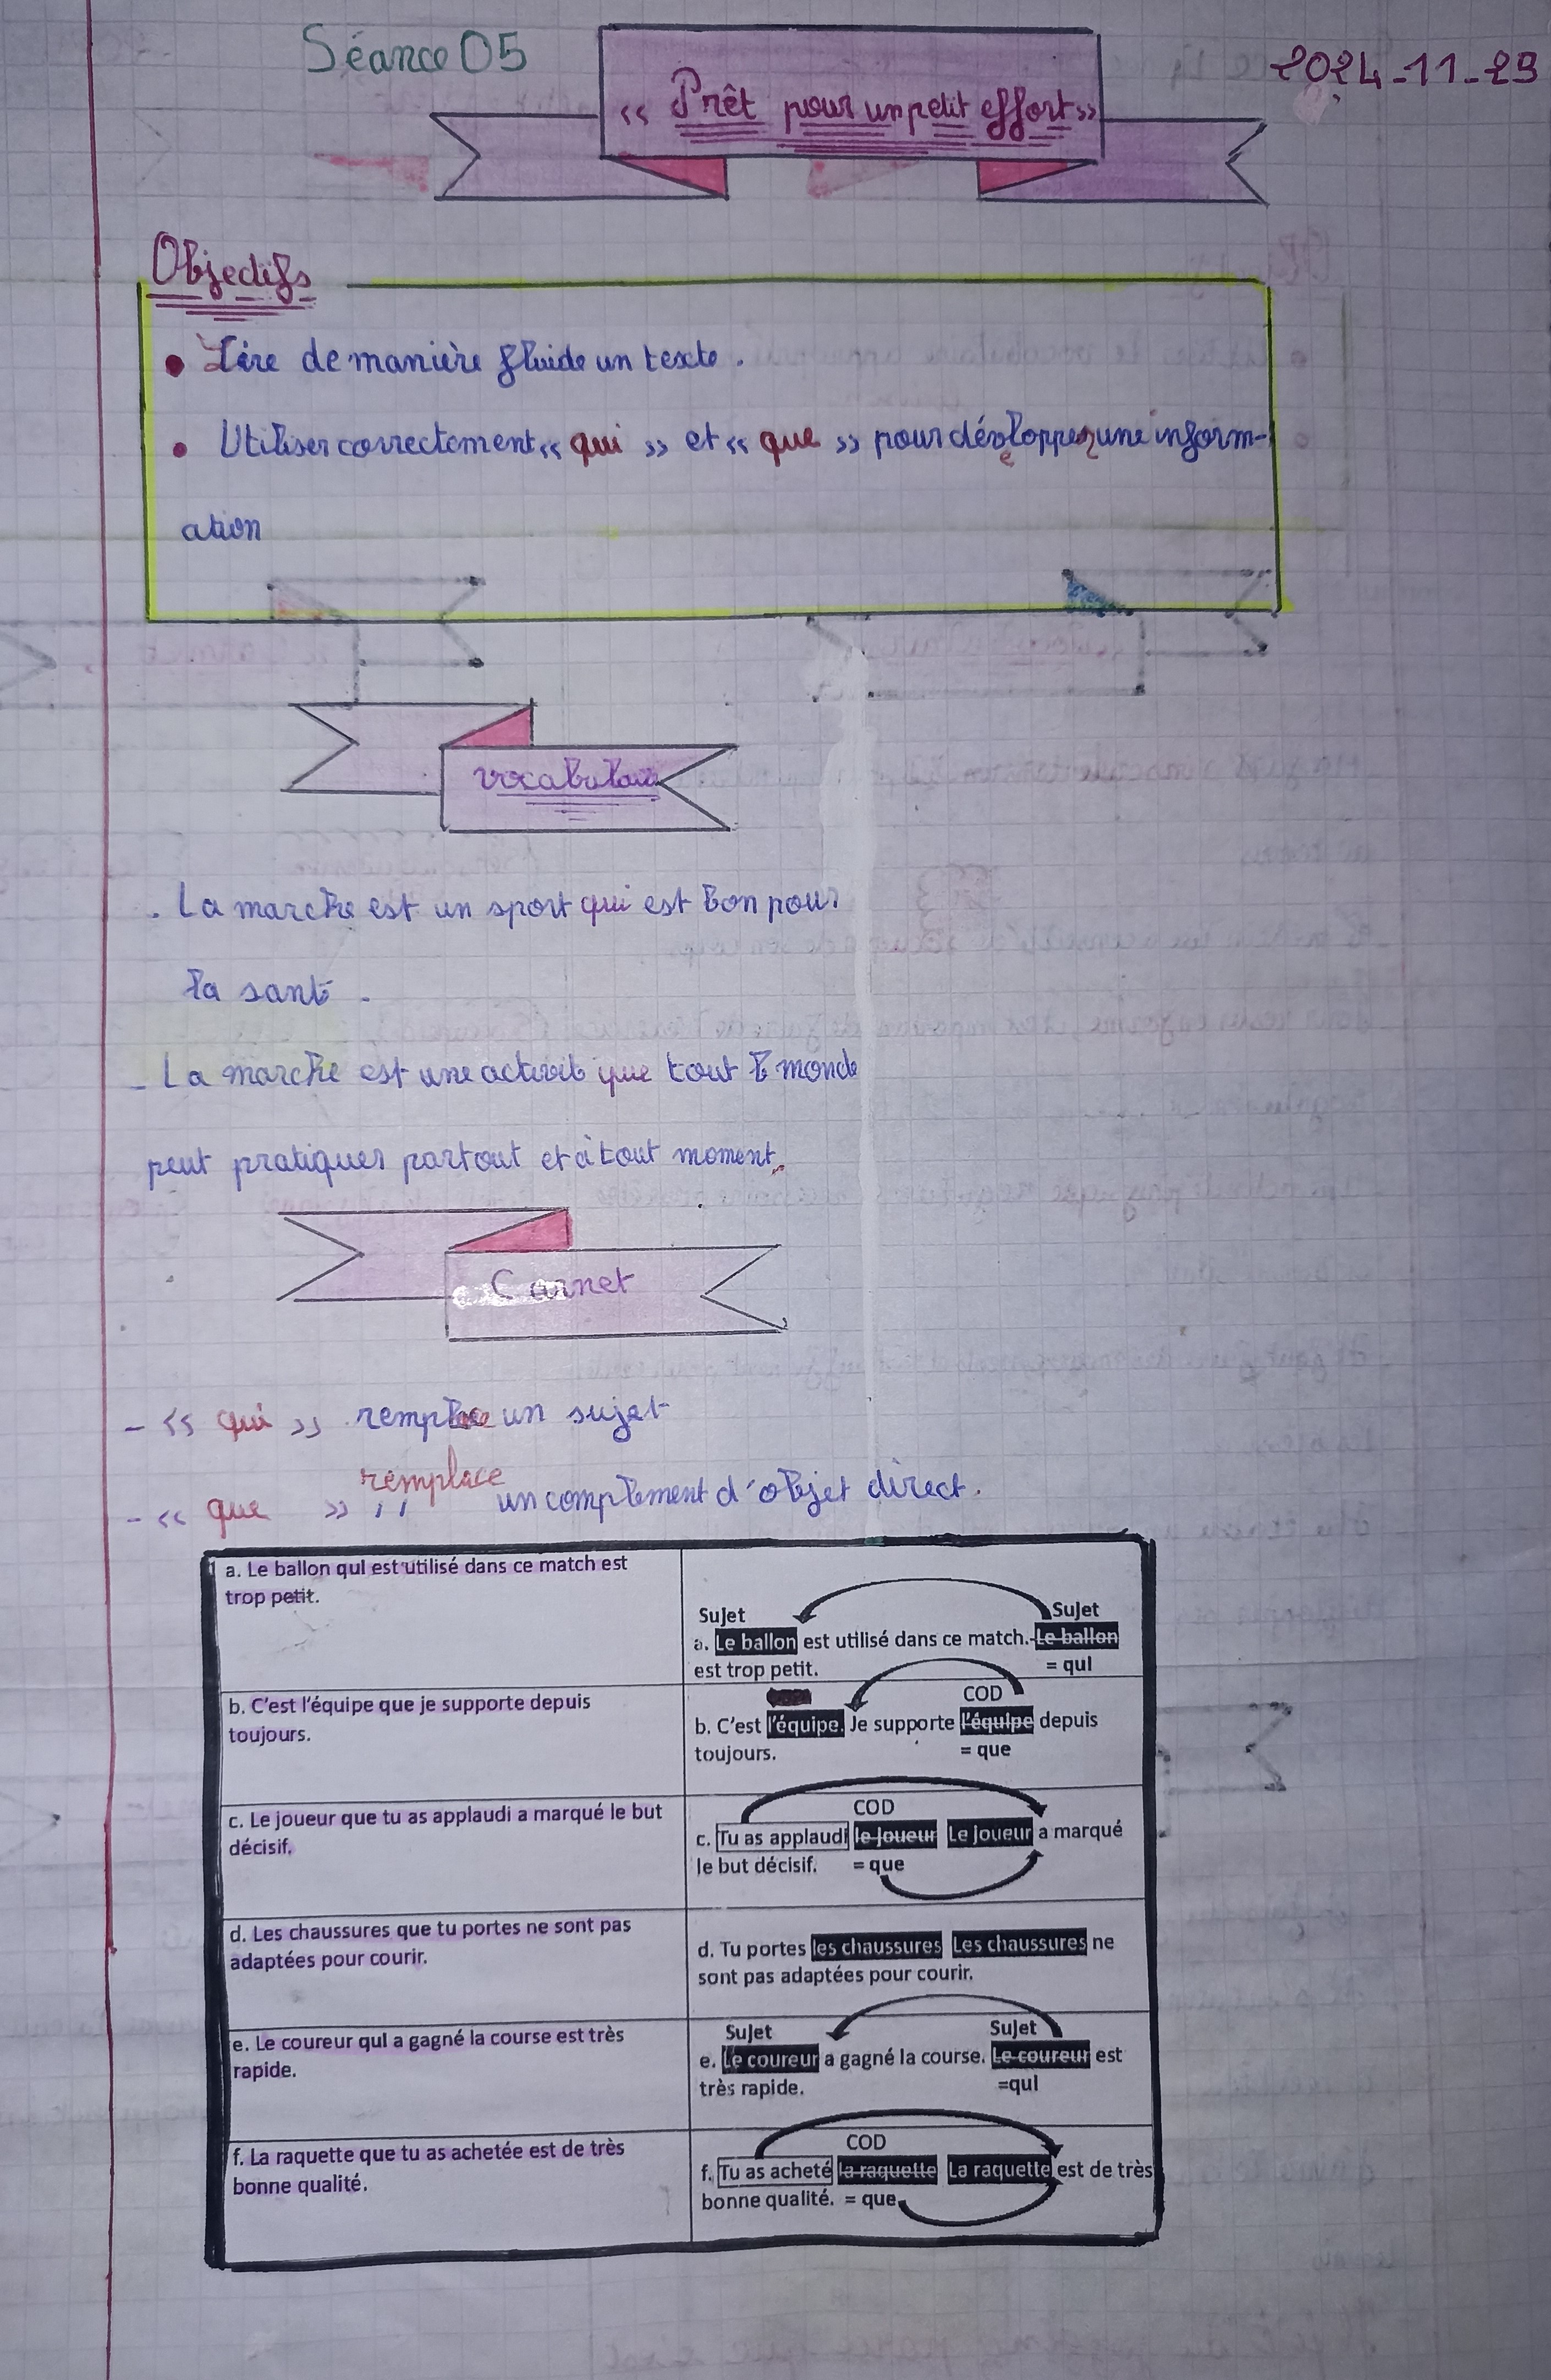 Séance 05
2024-11-29
« Prêt pour un petit effort »
Objectifs
• Lire de manière fluide un texte.
• Utiliser correctement « qui » et « que » pour développer une inform-
ation
vocabulaire
. La marche est un sport qui est bon pour
la santé.
- La marche est une activité que tout le monde
peut pratiquer partout et à tout moment.
Carnet
- « qui » remplace un sujet
remplace
- « que » ,, un complément d'objet direct.
a. Le ballon qui est utilisé dans ce match est
trop petit.
Sujet Sujet
a. Le ballon est utilisé dans ce match. Le ballon
est trop petit. = qui
b. C'est l'équipe que je supporte depuis
toujours.
COD
b. C'est l'équipe. Je supporte l'équipe depuis
toujours. = que
c. Le joueur que tu as applaudi a marqué le but
décisif.
COD
c. Tu as applaudi le joueur Le joueur a marqué
le but décisif. = que
d. Les chaussures que tu portes ne sont pas
adaptées pour courir.
d. Tu portes les chaussures Les chaussures ne
sont pas adaptées pour courir.
e. Le coureur qui a gagné la course est très
rapide.
Sujet Sujet
e. Le coureur a gagné la course. Le coureur est
très rapide. =qui
f. La raquette que tu as achetée est de très
bonne qualité.
COD
f. Tu as acheté la raquette La raquette est de très
bonne qualité. = que